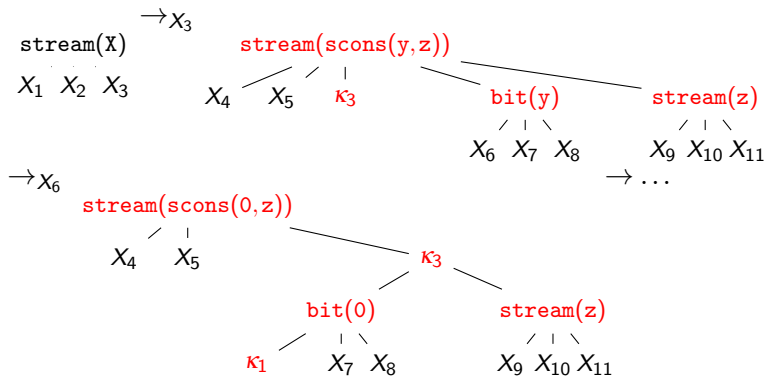 →X₃
stream(X) stream(scons(y,z))
X₁ X₂ X₃ X₄ X₅ κ₃ bit(y) stream(z)
X₆ X₇ X₈ X₉ X₁₀ X₁₁
→X₆ → ...
stream(scons(0,z))
X₄ X₅ κ₃
bit(0) stream(z)
κ₁ X₇ X₈ X₉ X₁₀ X₁₁